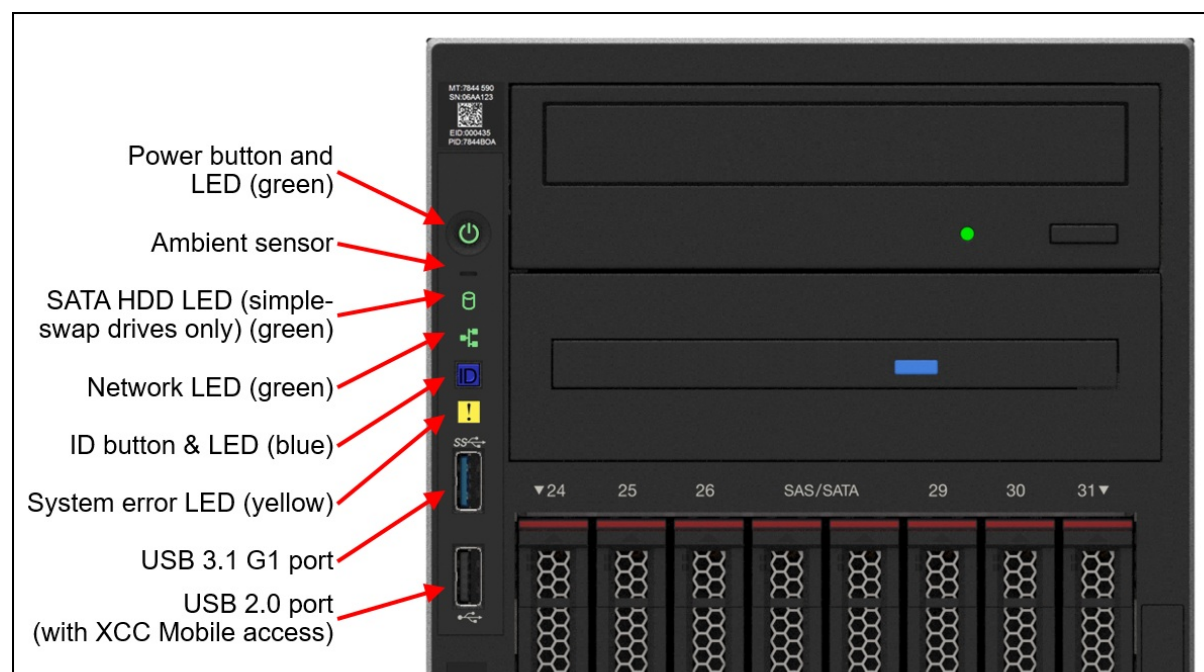 MT:7844 590
SN:06AA123
EID:000435
PID:7844BOA
Power button and
LED (green)
Ambient sensor
SATA HDD LED (simple-
swap drives only) (green)
Network LED (green)
ID button & LED (blue)
System error LED (yellow)
USB 3.1 G1 port
USB 2.0 port
(with XCC Mobile access)
ID
!
SS
▼24 25 26 SAS/SATA 29 30 31▼